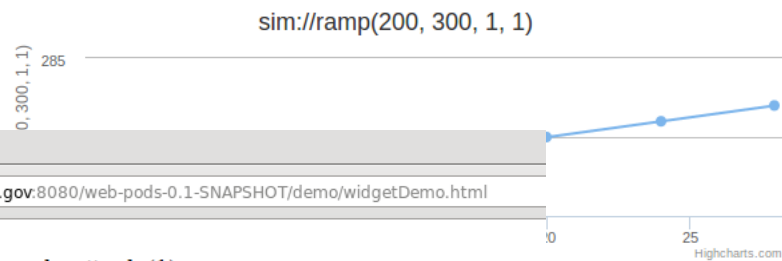 sim://ramp(200, 300, 1, 1)
285
0, 300, 1, 1)
.gov:8080/web-pods-0.1-SNAPSHOT/demo/widgetDemo.html
20
25
Highcharts.com